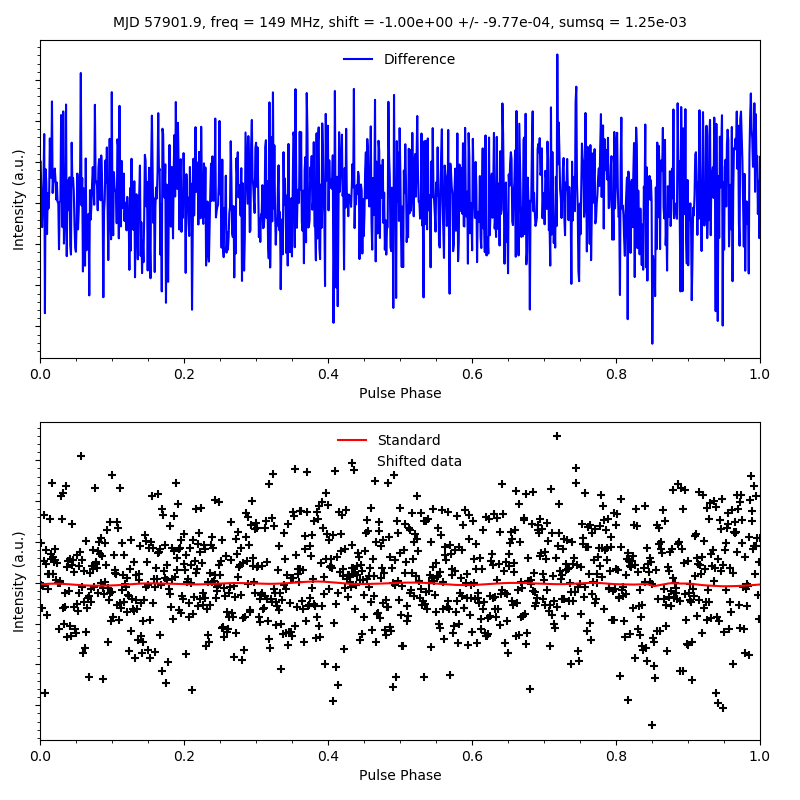 MJD 57901.9, freq = 149 MHz, shift = -1.00e+00 +/- -9.77e-04, sumsq = 1.25e-03
Difference
Intensity (a.u.)
0.0 0.2 0.4 0.6 0.8 1.0
Pulse Phase
Standard
Shifted data
Intensity (a.u.)
0.0 0.2 0.4 0.6 0.8 1.0
Pulse Phase